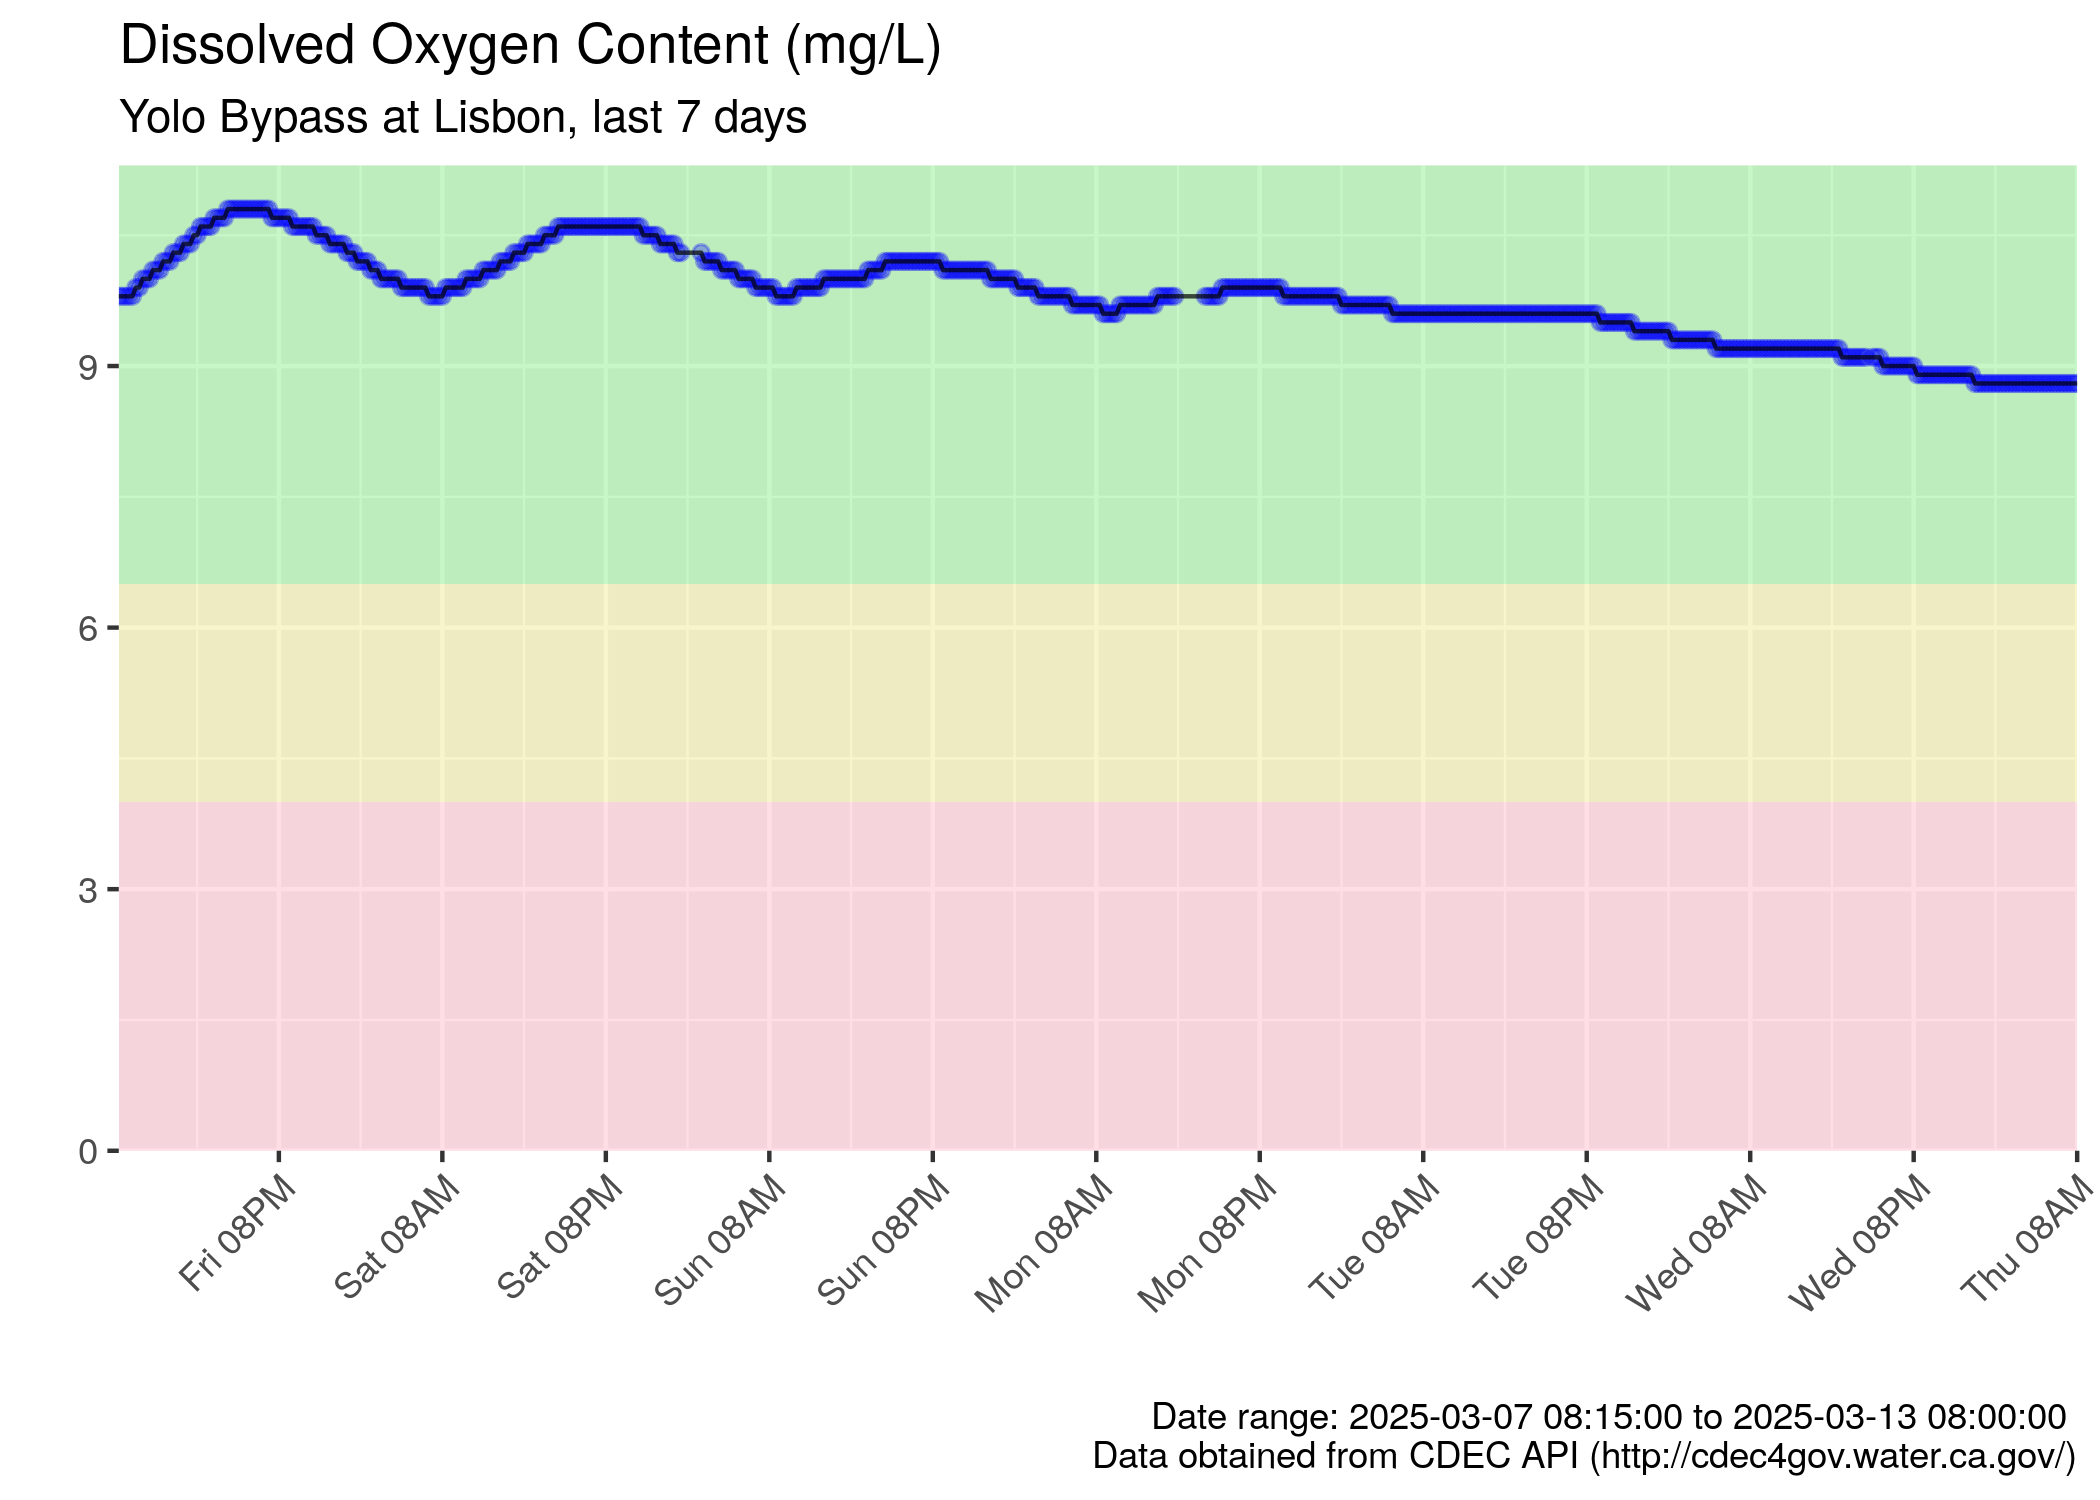 Dissolved Oxygen Content (mg/L)
Yolo Bypass at Lisbon, last 7 days
9
6
3
0
Fri 08PM
Sat 08AM
Sat 08PM
Sun 08AM
Sun 08PM
Mon 08AM
Mon 08PM
Tue 08AM
Tue 08PM
Wed 08AM
Wed 08PM
Thu 08AM
Date range: 2025-03-07 08:15:00 to 2025-03-13 08:00:00
Data obtained from CDEC API (http://cdec4gov.water.ca.gov/)